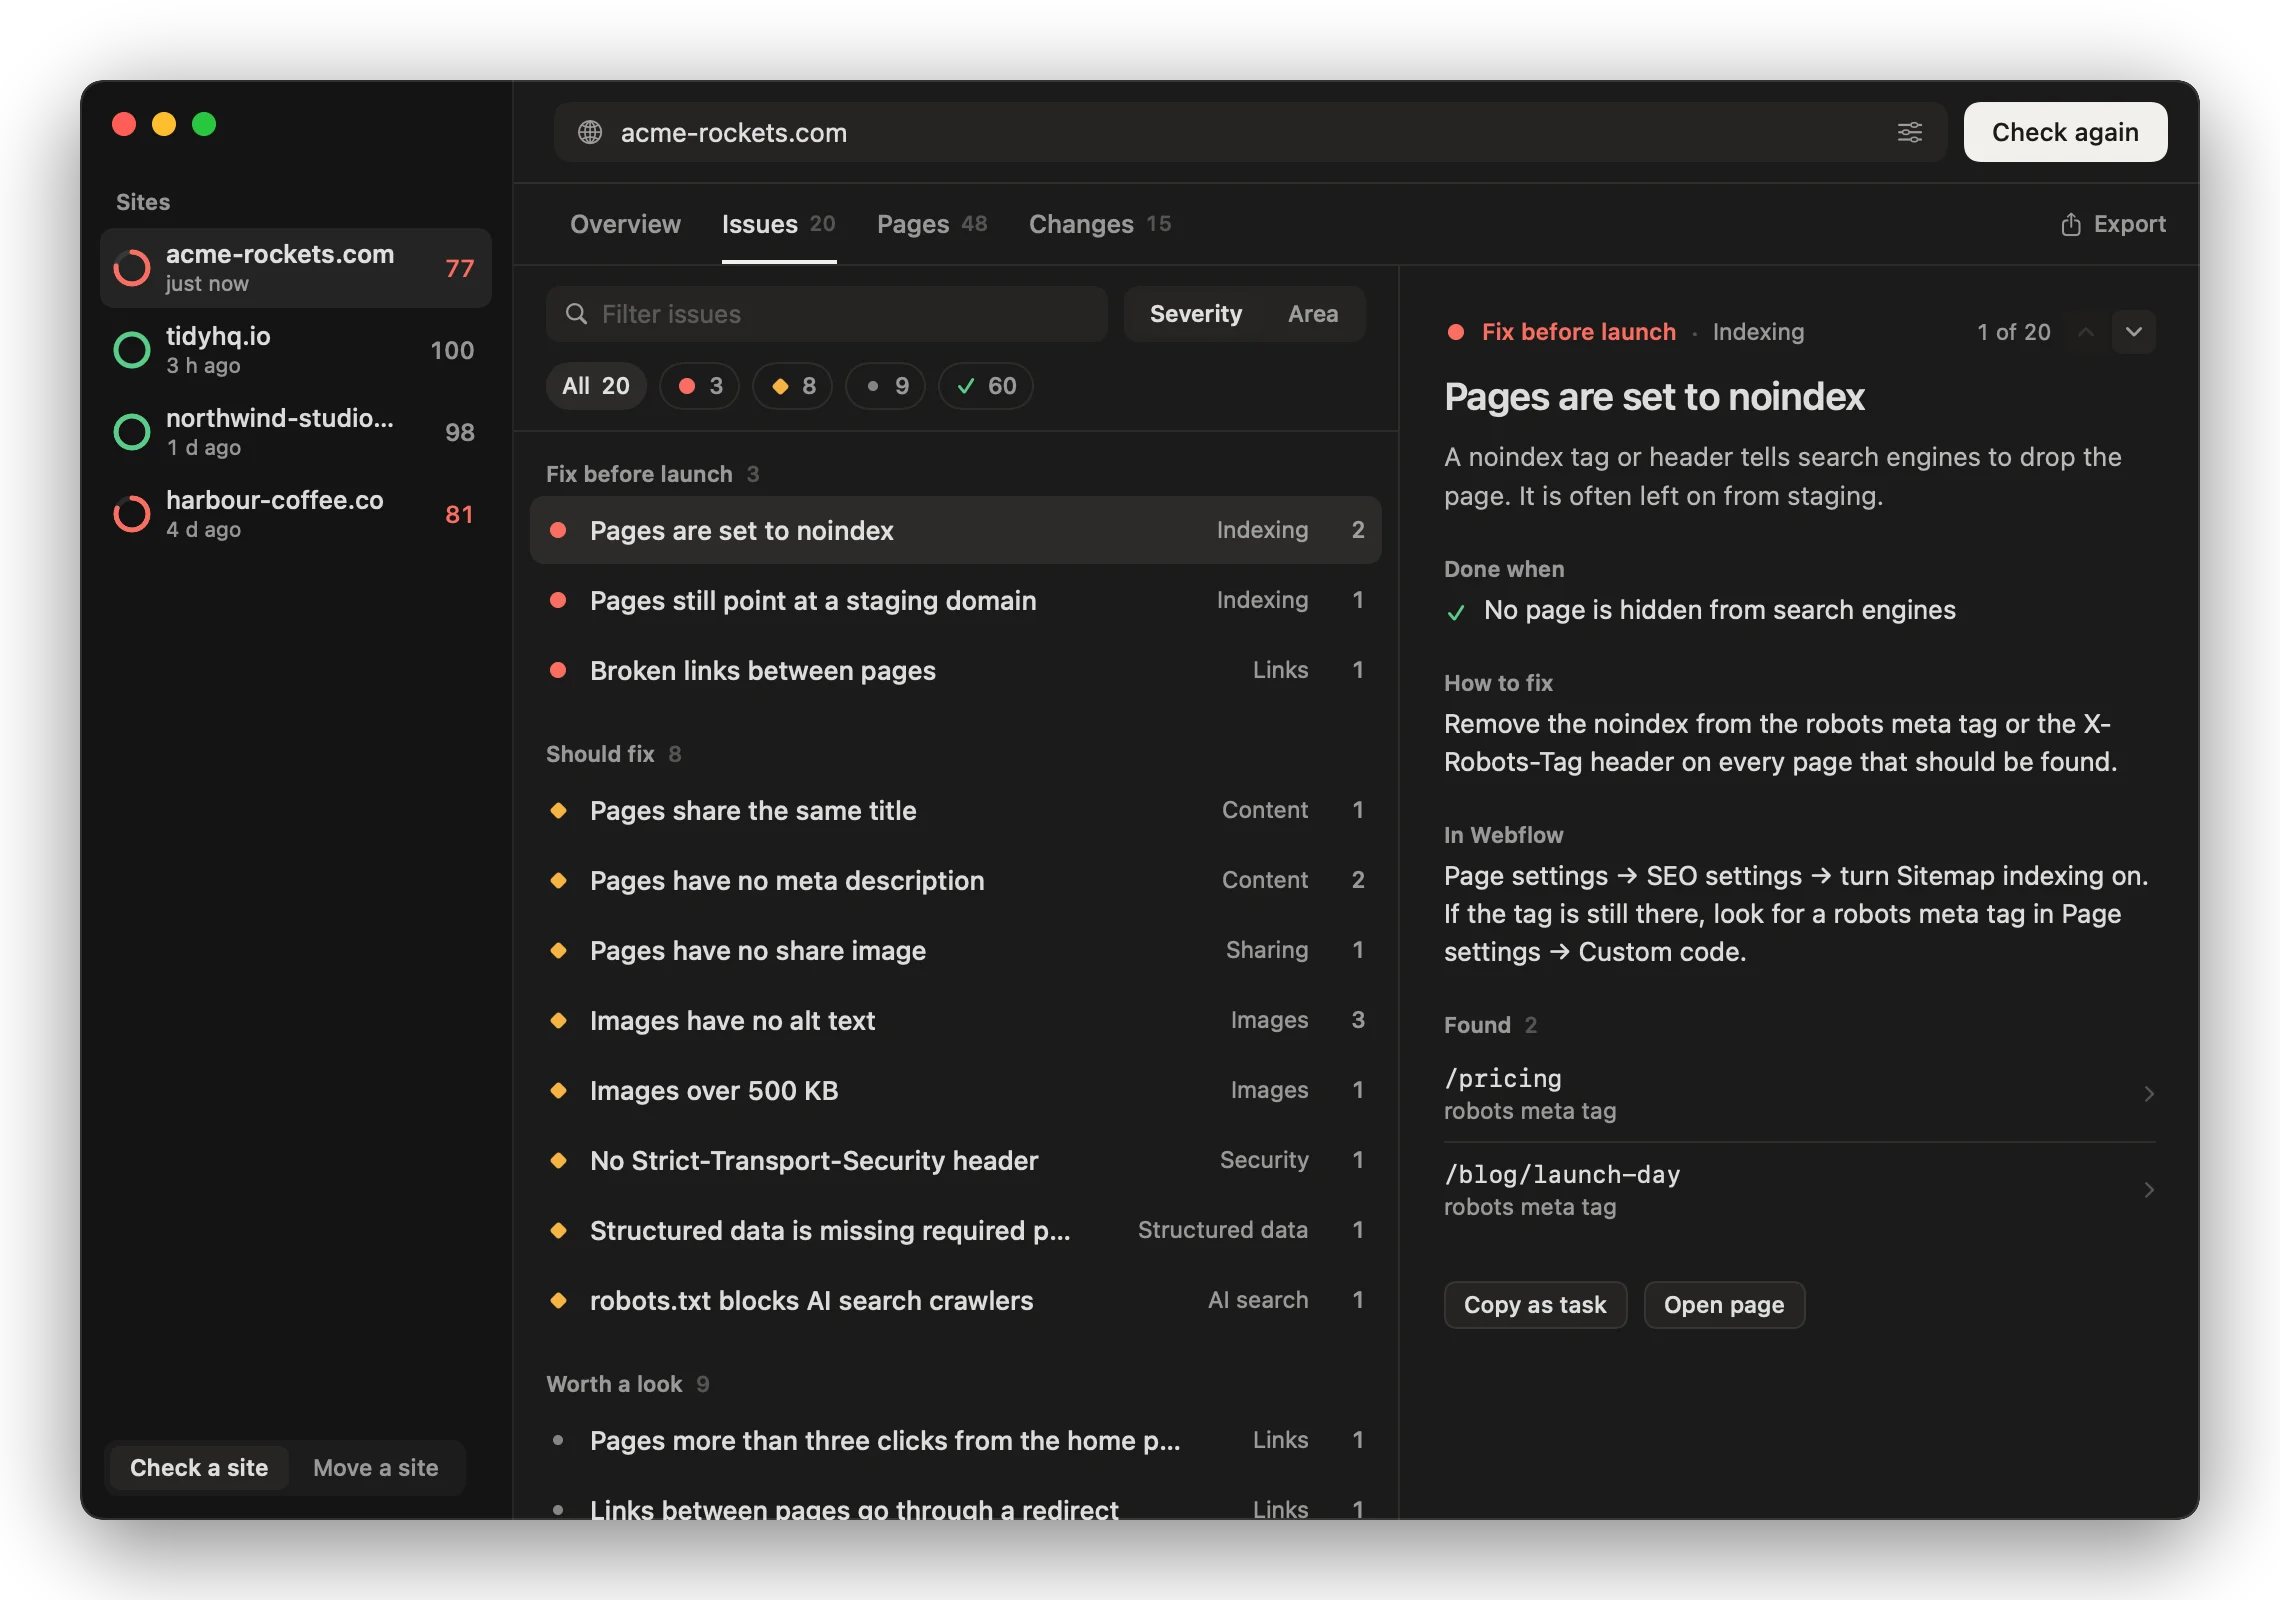 Sites
acme-rockets.com
just now
77
tidyhq.io
3 h ago
100
northwind-studio...
1 d ago
98
harbour-coffee.co
4 d ago
81
Check a site
Move a site
acme-rockets.com
Check again
Overview
Issues 20
Pages 48
Changes 15
Export
Filter issues
Severity
Area
All 20
3
8
9
60
Fix before launch 3
Pages are set to noindex Indexing 2
Pages still point at a staging domain Indexing 1
Broken links between pages Links 1
Should fix 8
Pages share the same title Content 1
Pages have no meta description Content 2
Pages have no share image Sharing 1
Images have no alt text Images 3
Images over 500 KB Images 1
No Strict-Transport-Security header Security 1
Structured data is missing required p... Structured data 1
robots.txt blocks AI search crawlers AI search 1
Worth a look 9
Pages more than three clicks from the home p... Links 1
Links between pages go through a redirect Links 1
Fix before launch · Indexing
1 of 20
Pages are set to noindex
A noindex tag or header tells search engines to drop the
page. It is often left on from staging.
Done when
No page is hidden from search engines
How to fix
Remove the noindex from the robots meta tag or the X-
Robots-Tag header on every page that should be found.
In Webflow
Page settings → SEO settings → turn Sitemap indexing on.
If the tag is still there, look for a robots meta tag in Page
settings → Custom code.
Found 2
/pricing
robots meta tag
/blog/launch-day
robots meta tag
Copy as task
Open page